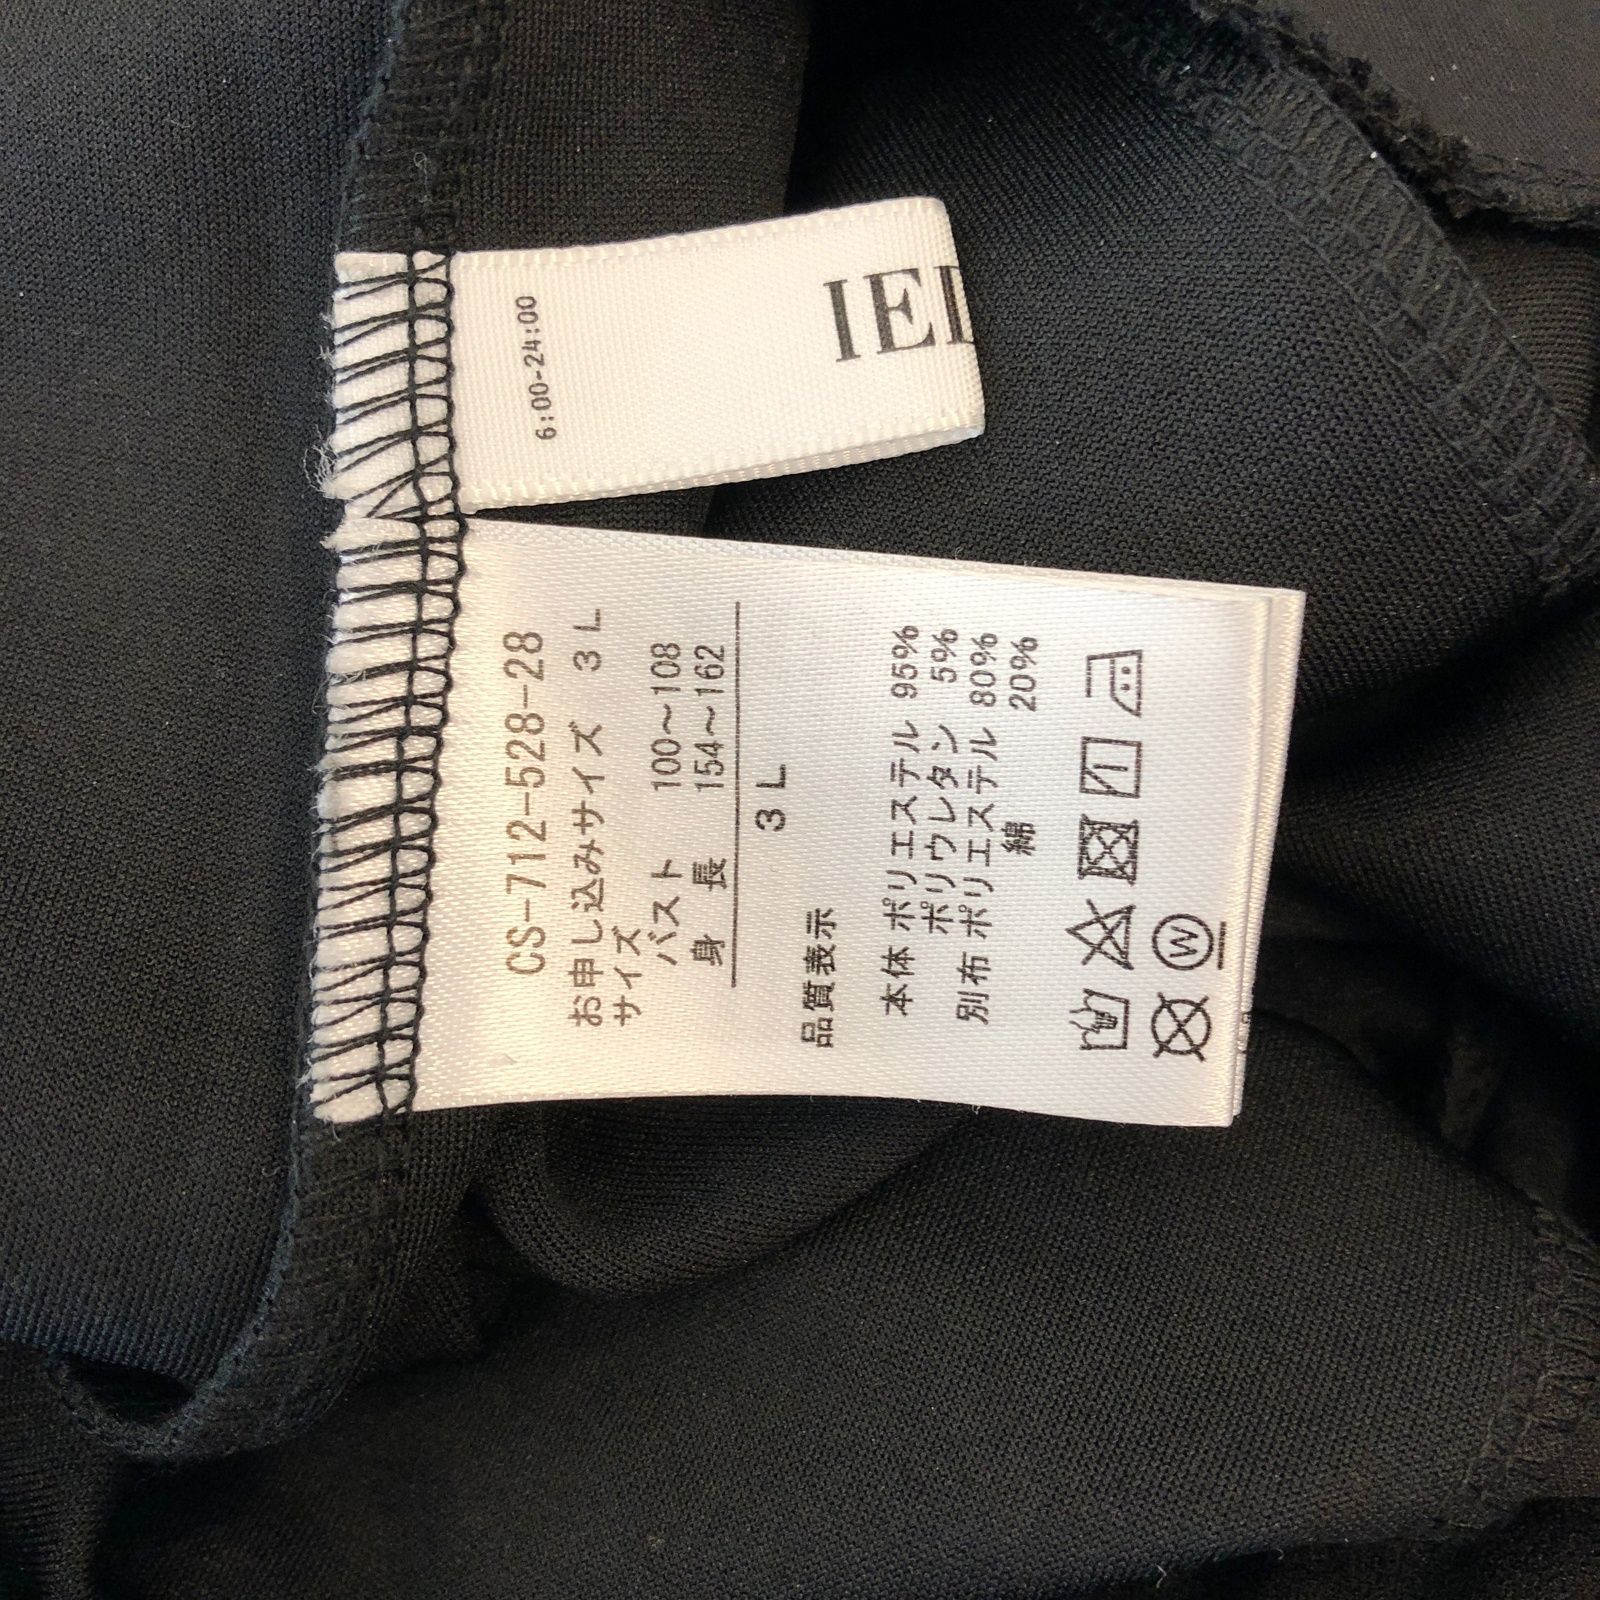 6:00-24:00
IED
CS-712-528-28
お申し込みサイズ 3L
サイズ
バスト 100～108
身 長 154～162
3L
品質表示
本体 ポリエステル 95%
ポリウレタン 5%
別布 ポリエステル 80%
綿 20%
W